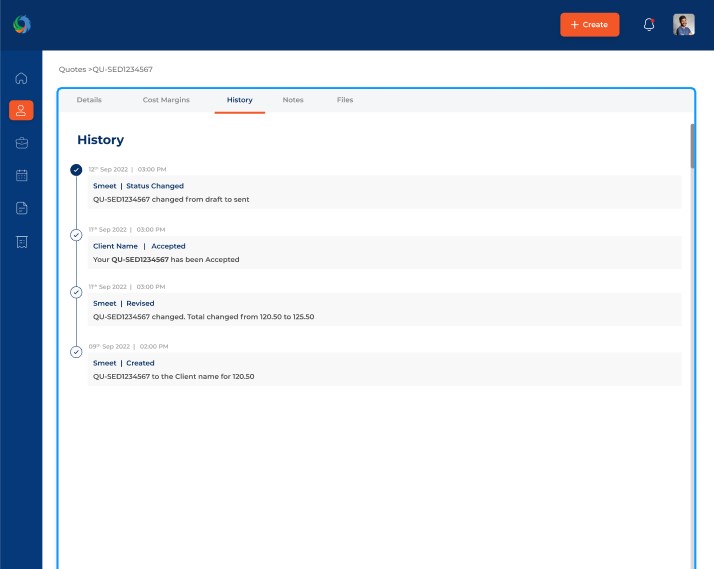 + Create
Quotes >QU-SED1234567
Details Cost Margins History Notes Files
History
12th Sep 2022 | 03:00 PM
Smeet | Status Changed
QU-SED1234567 changed from draft to sent
11th Sep 2022 | 03:00 PM
Client Name | Accepted
Your QU-SED1234567 has been Accepted
11th Sep 2022 | 03:00 PM
Smeet | Revised
QU-SED1234567 changed. Total changed from 120.50 to 125.50
09th Sep 2022 | 02:00 PM
Smeet | Created
QU-SED1234567 to the Client name for 120.50